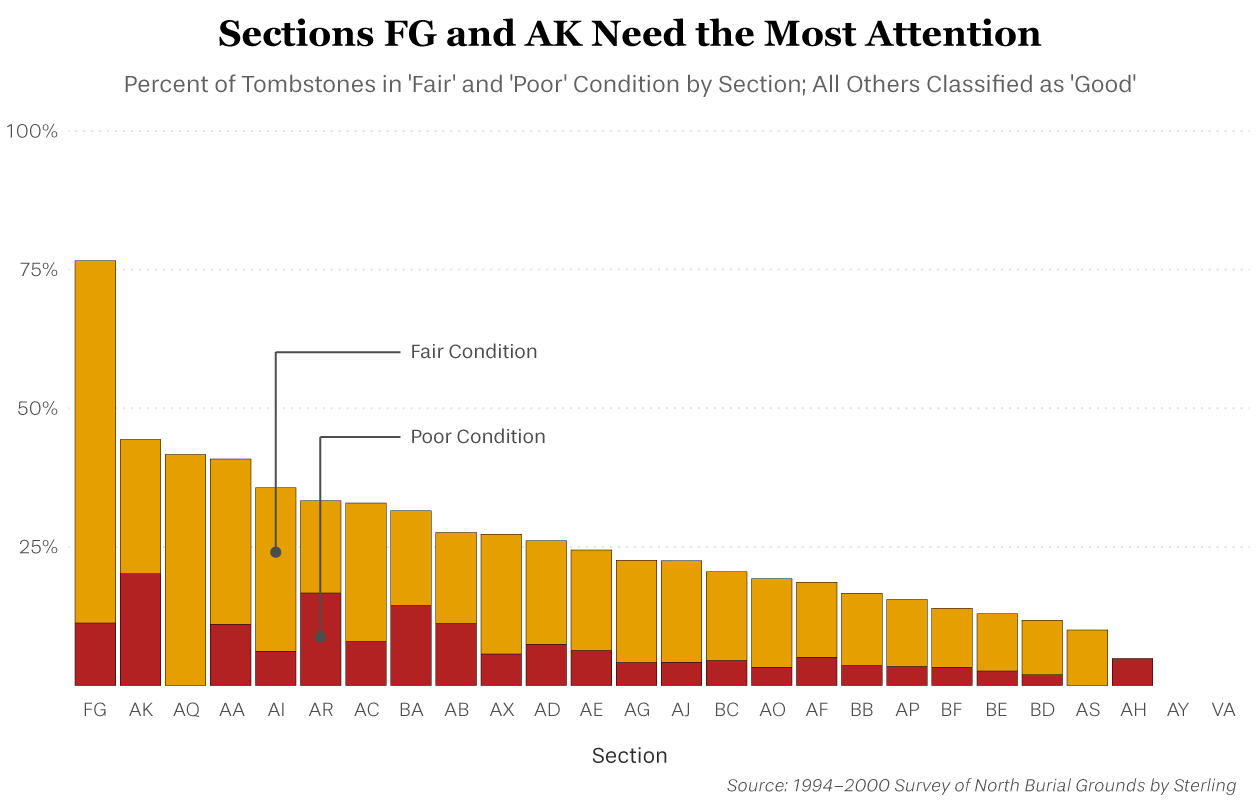 Sections FG and AK Need the Most Attention
Percent of Tombstones in 'Fair' and 'Poor' Condition by Section; All Others Classified as 'Good'
100%
75%
Fair Condition
50%
Poor Condition
25%
FG AK AQ AA AI AR AC BA AB AX AD AE AG AJ BC AO AF BB AP BF BE BD AS AH AY VA
Section
Source: 1994–2000 Survey of North Burial Grounds by Sterling